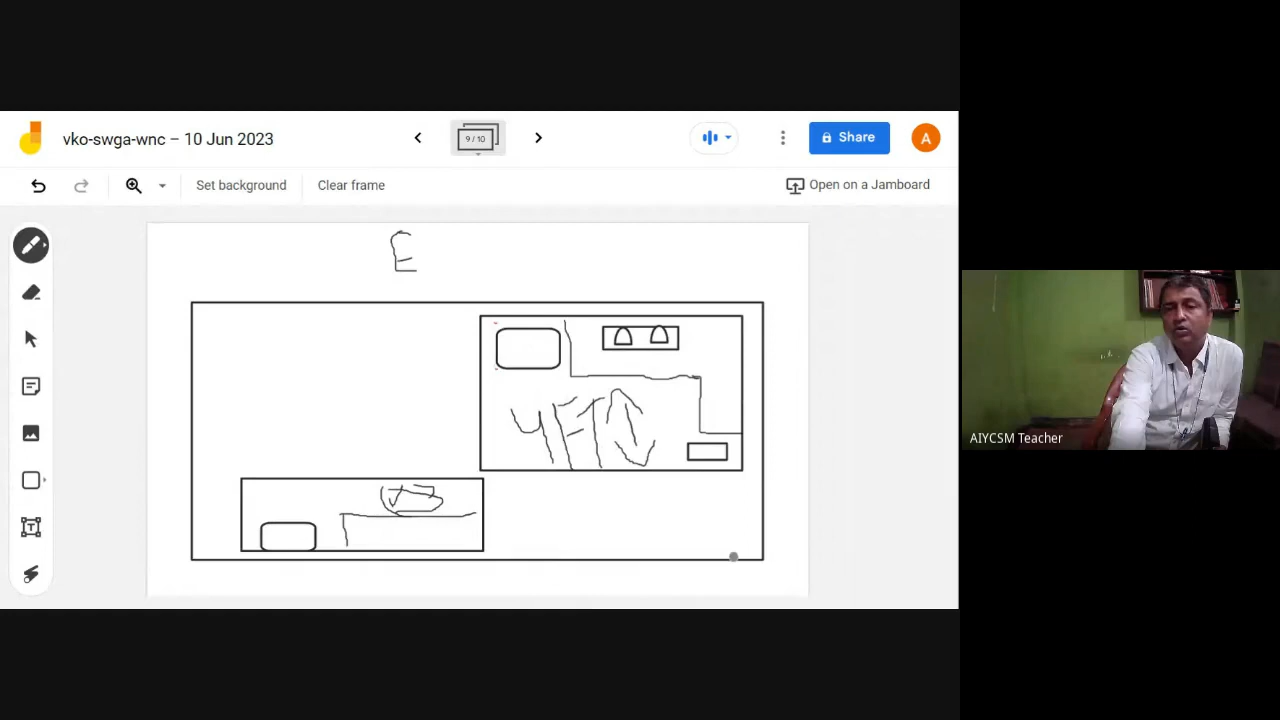 vko-swga-wnc – 10 Jun 2023
9 / 10
Share
A
Set background
Clear frame
Open on a Jamboard
E
T
AIYCSM Teacher